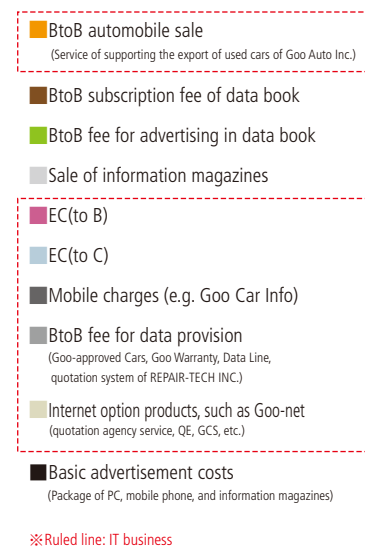 BtoB automobile sale
(Service of supporting the export of used cars of Goo Auto Inc.)
BtoB subscription fee of data book
BtoB fee for advertising in data book
Sale of information magazines
EC(to B)
EC(to C)
Mobile charges (e.g. Goo Car Info)
BtoB fee for data provision
(Goo-approved Cars, Goo Warranty, Data Line,
quotation system of REPAIR-TECH INC.)
Internet option products, such as Goo-net
(quotation agency service, QE, GCS, etc.)
Basic advertisement costs
(Package of PC, mobile phone, and information magazines)
※Ruled line: IT business